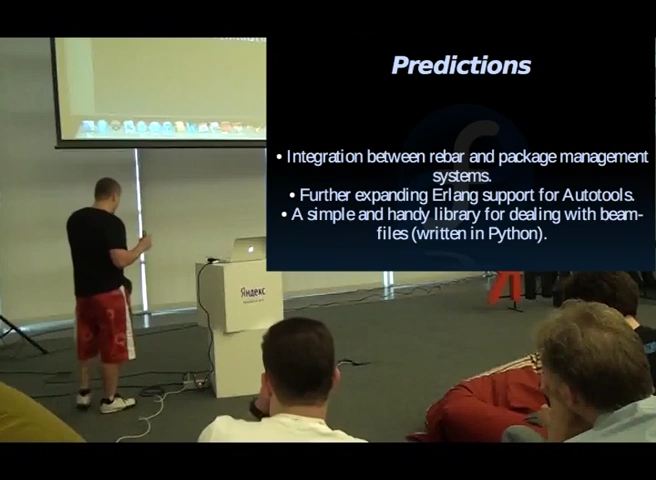 Predictions
• Integration between rebar and package management
systems.
• Further expanding Erlang support for Autotools.
• A simple and handy library for dealing with beam-
files (written in Python).
Яндекс